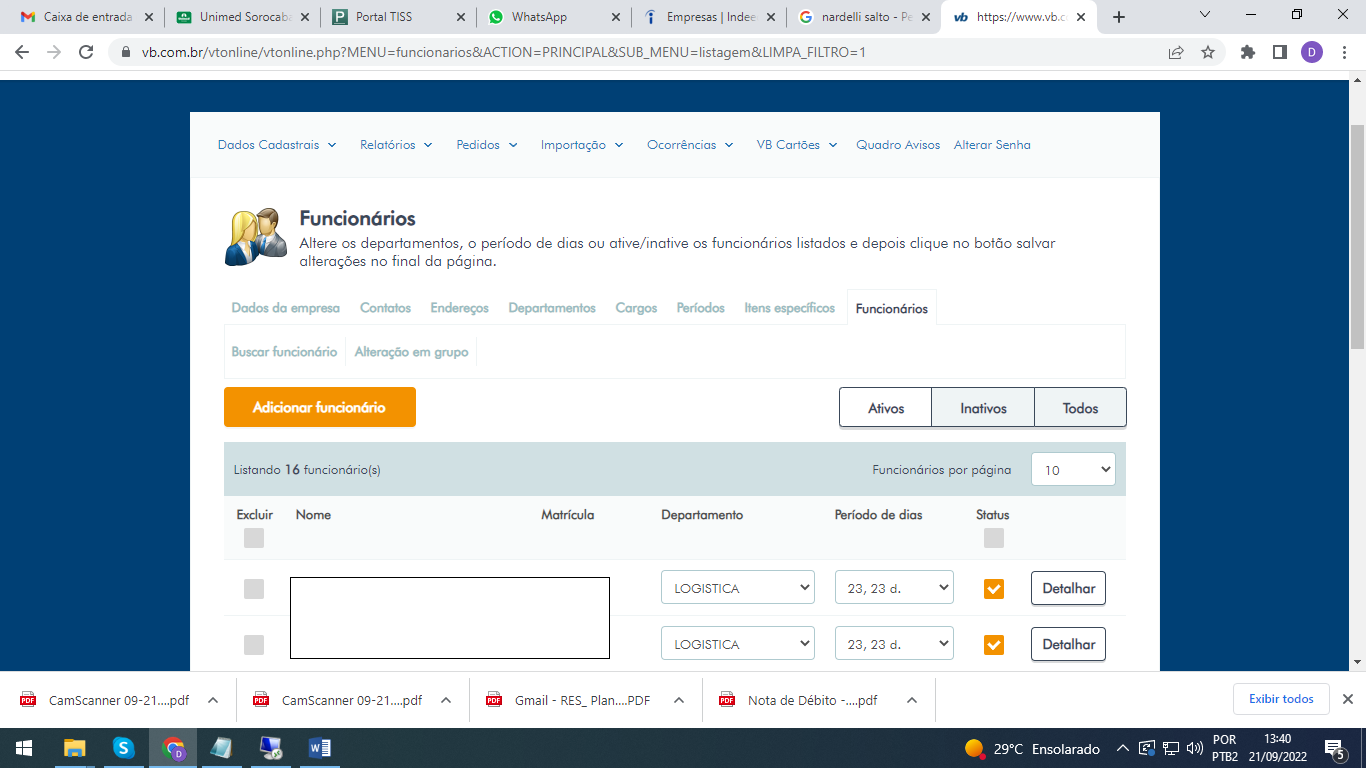 Caixa de entrada
Unimed Sorocaba
Portal TISS
WhatsApp
Empresas | Indee
nardelli salto - Pe
https://www.vb.c
vb.com.br/vtonline/vtonline.php?MENU=funcionarios&ACTION=PRINCIPAL&SUB_MENU=listagem&LIMPA_FILTRO=1
D
Dados Cadastrais
Relatórios
Pedidos
Importação
Ocorrências
VB Cartões
Quadro Avisos
Alterar Senha
Funcionários
Altere os departamentos, o período de dias ou ative/inative os funcionários listados e depois clique no botão salvar
alterações no final da página.
Dados da empresa
Contatos
Endereços
Departamentos
Cargos
Períodos
Itens específicos
Funcionários
Buscar funcionário
Alteração em grupo
Adicionar funcionário
Ativos
Inativos
Todos
Listando 16 funcionário(s)
Funcionários por página
10
Excluir
Nome
Matrícula
Departamento
Período de dias
Status
LOGISTICA
23, 23 d.
Detalhar
LOGISTICA
23, 23 d.
Detalhar
CamScanner 09-21....pdf
CamScanner 09-21....pdf
Gmail - RES_ Plan....PDF
Nota de Débito -....pdf
Exibir todos
29°C Ensolarado
POR
PTB2
13:40
21/09/2022
5